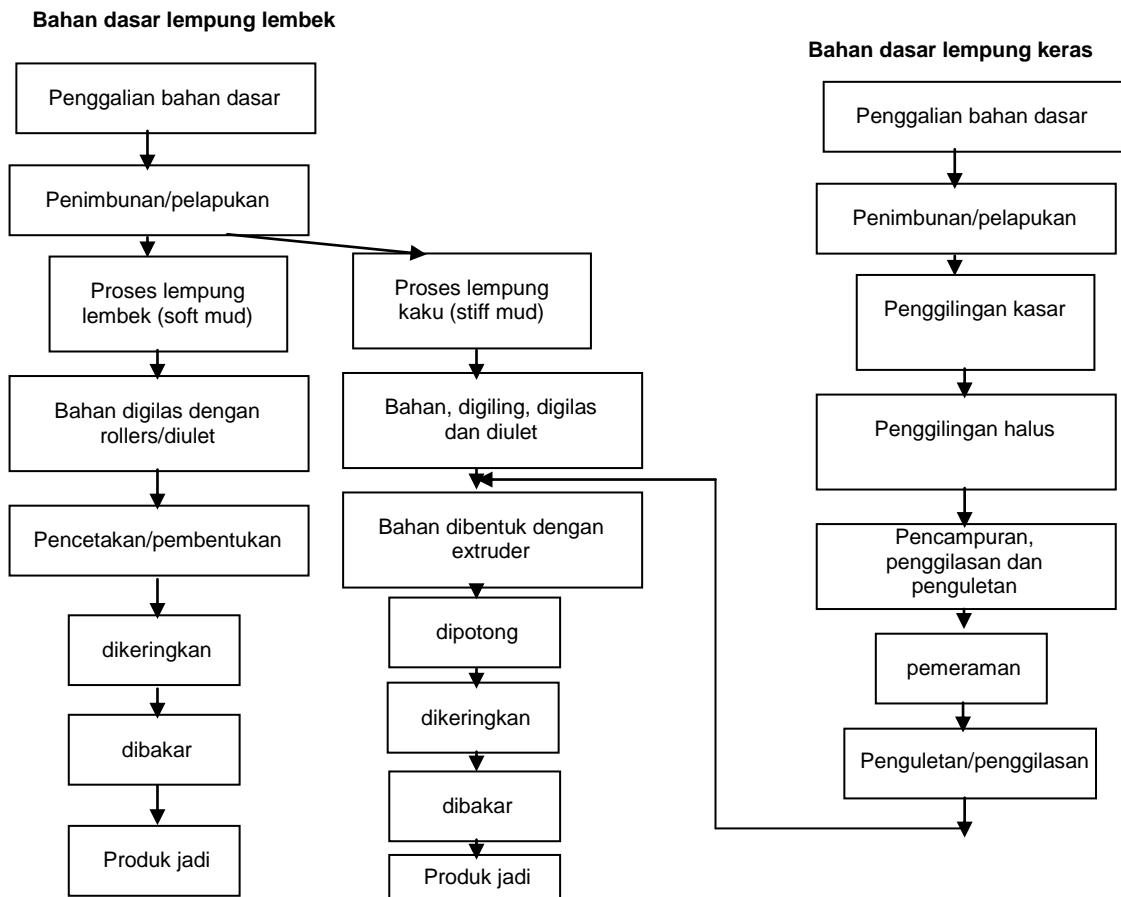 Bahan dasar lempung lembek
Penggalian bahan dasar
Penimbunan/pelapukan
Proses lempung
lembek (soft mud)
Bahan digilas dengan
rollers/diulet
Pencetakan/pembentukan
dikeringkan
dibakar
Produk jadi
Proses lempung
kaku (stiff mud)
Bahan, digiling, digilas
dan diulet
Bahan dibentuk dengan
extruder
dipotong
dikeringkan
dibakar
Produk jadi
Bahan dasar lempung keras
Penggalian bahan dasar
Penimbunan/pelapukan
Penggilingan kasar
Penggilingan halus
Pencampuran,
penggilasan dan
penguletan
pemeraman
Penguletan/penggilasan